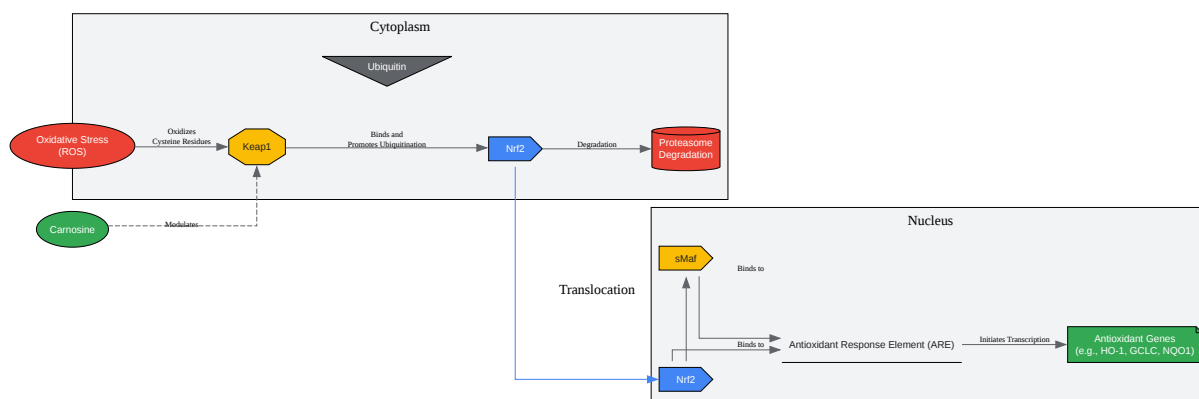 Cytoplasm
Ubiquitin
Oxidative Stress
(ROS)
Oxidizes
Cysteine Residues
Keap1
Binds and
Promotes Ubiquitination
Nrf2
Degradation
Proteasome
Degradation
Carnosine
Modulates
Nucleus
sMaf
Binds to
Translocation
Binds to
Antioxidant Response Element (ARE)
Initiates Transcription
Antioxidant Genes
(e.g., HO-1, GCLC, NQO1)
Nrf2